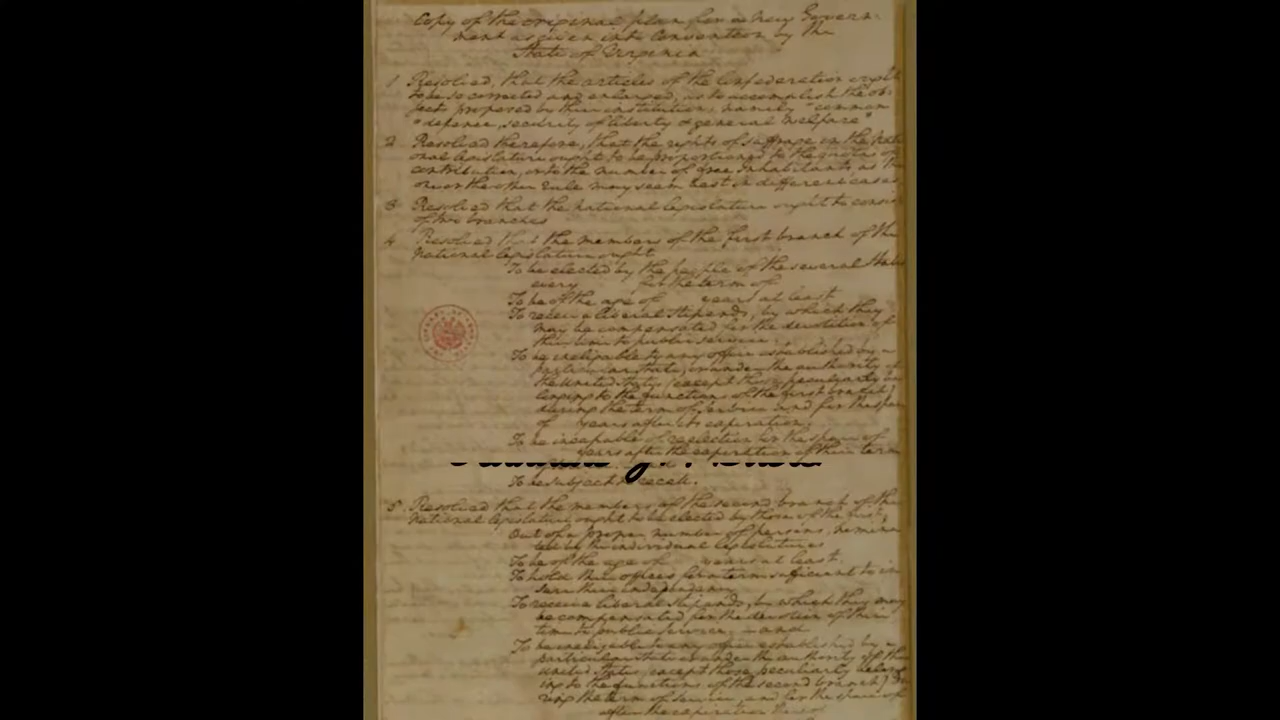 Copy of the original plan for a new Govern-
ment as given into Convention by the
State of Virginia
1 Resolved, that the articles of the Confederation ought
to be so corrected and enlarged, as to accomplish the ob-
jects proposed by their institution, namely "common
"defence, security of liberty & general welfare"
2 Resolved therefore, that the rights of suffrage in the
onal legislature ought to be proportioned to the quotas of
contribution, or to the number of free inhabitants, as the
one or the other rule may seem best in different cases.
3 Resolved that the national legislature ought to consist
of two branches
4 Resolved that the members of the first branch of the
National legislature ought
To be elected by the people of the several States
every for the term of
To be of the age of years at least.
To receive liberal Stipends, by which they
may be compensated for the devotion of
their time to public service.
To be ineligible to any office established by a
particular State, or under the authority of
the United States (except those peculiarly be
longing to the functions of the first branch)
during the term of service and for the space
of years after its expiration.
To be incapable of reelection for the space of
years after the expiration of their term
To be subject to recall.
5 Resolved that the members of the second branch of the
National legislature ought to be elected by those of the first,
out of a proper number of persons, nomina
ted by the individual legislatures
To be of the age of years at least.
To hold their offices for a term sufficient to in
sure their independency
To receive liberal Stipends, by which they may
be compensated for the devotion of their
time to public service; and
To be ineligible to any office established by a
particular State or under the authority of the
United States, (except those peculiarly belong
ing to the functions of the second branch) du
ring the term of service, and for the space of
after the expiration thereof